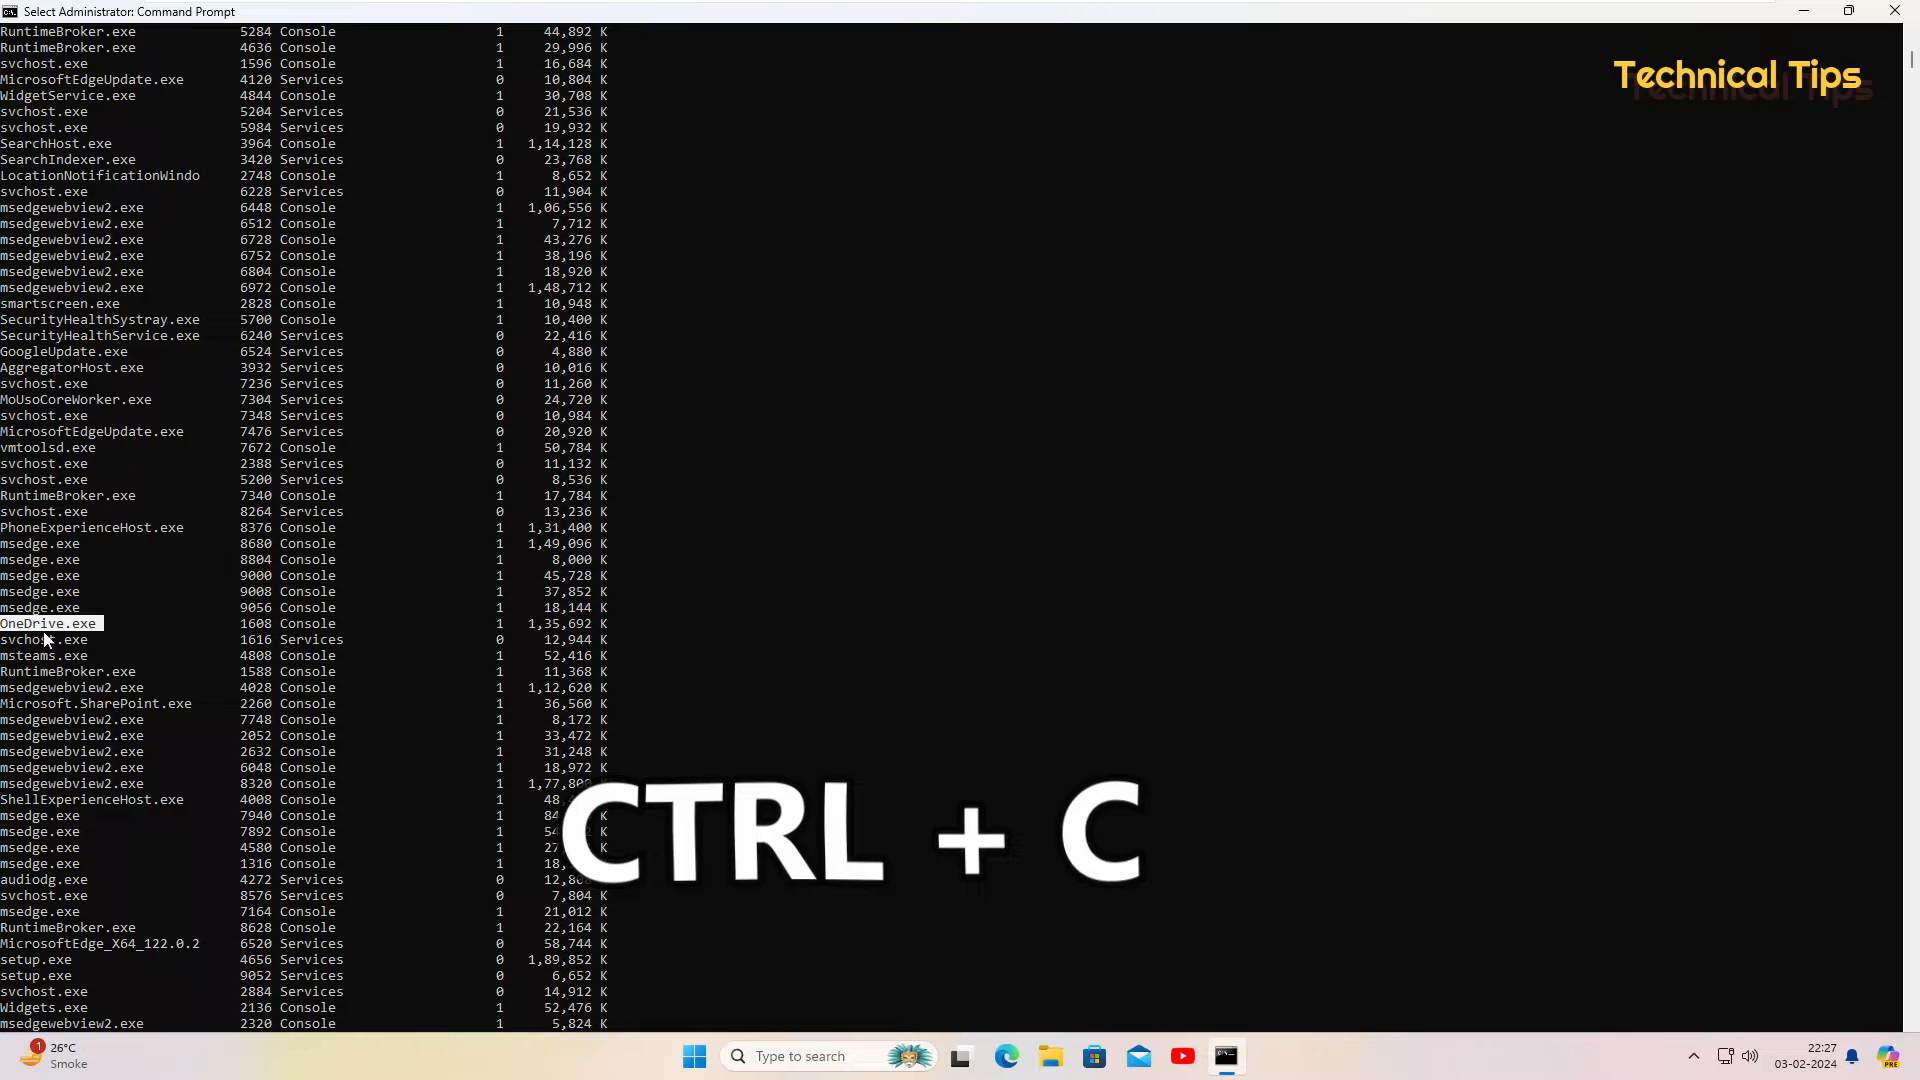 Select Administrator: Command Prompt
RuntimeBroker.exe 5284 Console 1 44,892 K
RuntimeBroker.exe 4636 Console 1 29,996 K
svchost.exe 1596 Console 1 16,684 K
MicrosoftEdgeUpdate.exe 4120 Services 0 10,804 K
WidgetService.exe 4844 Console 1 30,708 K
svchost.exe 5204 Services 0 21,536 K
svchost.exe 5984 Services 0 19,932 K
SearchHost.exe 3964 Console 1 1,14,128 K
SearchIndexer.exe 3420 Services 0 23,768 K
LocationNotificationWindo 2748 Console 1 8,652 K
svchost.exe 6228 Services 0 11,904 K
msedgewebview2.exe 6448 Console 1 1,06,556 K
msedgewebview2.exe 6512 Console 1 7,712 K
msedgewebview2.exe 6728 Console 1 43,276 K
msedgewebview2.exe 6752 Console 1 38,196 K
msedgewebview2.exe 6804 Console 1 18,920 K
msedgewebview2.exe 6972 Console 1 1,48,712 K
smartscreen.exe 2828 Console 1 10,948 K
SecurityHealthSystray.exe 5700 Console 1 10,400 K
SecurityHealthService.exe 6240 Services 0 22,416 K
GoogleUpdate.exe 6524 Services 0 4,880 K
AggregatorHost.exe 3932 Services 0 10,016 K
svchost.exe 7236 Services 0 11,260 K
MoUsoCoreWorker.exe 7304 Services 0 24,720 K
svchost.exe 7348 Services 0 10,984 K
MicrosoftEdgeUpdate.exe 7476 Services 0 20,920 K
vmtoolsd.exe 7672 Console 1 50,784 K
svchost.exe 2388 Services 0 11,132 K
svchost.exe 5200 Services 0 8,536 K
RuntimeBroker.exe 7340 Console 1 17,784 K
svchost.exe 8264 Services 0 13,236 K
PhoneExperienceHost.exe 8376 Console 1 1,31,400 K
msedge.exe 8680 Console 1 1,49,096 K
msedge.exe 8804 Console 1 8,000 K
msedge.exe 9000 Console 1 45,728 K
msedge.exe 9008 Console 1 37,852 K
msedge.exe 9056 Console 1 18,144 K
OneDrive.exe 1608 Console 1 1,35,692 K
svchost.exe 1616 Services 0 12,944 K
msteams.exe 4808 Console 1 52,416 K
RuntimeBroker.exe 1588 Console 1 11,368 K
msedgewebview2.exe 4028 Console 1 1,12,620 K
Microsoft.SharePoint.exe 2260 Console 1 36,560 K
msedgewebview2.exe 7748 Console 1 8,172 K
msedgewebview2.exe 2052 Console 1 33,472 K
msedgewebview2.exe 2632 Console 1 31,248 K
msedgewebview2.exe 6048 Console 1 18,972 K
msedgewebview2.exe 8320 Console 1 K
ShellExperienceHost.exe 4008 Console 1 K
msedge.exe 7940 Console 1 K
msedge.exe 7892 Console 1
msedge.exe 4580 Console 1 K
msedge.exe 1316 Console 1
audiodg.exe 4272 Services 0 K
svchost.exe 8576 Services 0 7,804 K
msedge.exe 7164 Console 1 21,012 K
RuntimeBroker.exe 8628 Console 1 22,164 K
MicrosoftEdge_X64_122.0.2 6520 Services 0 58,744 K
setup.exe 4656 Services 0 1,89,852 K
setup.exe 9052 Services 0 6,652 K
svchost.exe 2884 Services 0 14,912 K
Widgets.exe 2136 Console 1 52,476 K
msedgewebview2.exe 2320 Console 1 5,824 K
Technical Tips
CTRL + C
1
26°C
Smoke
Type to search
22:27
03-02-2024
PRE